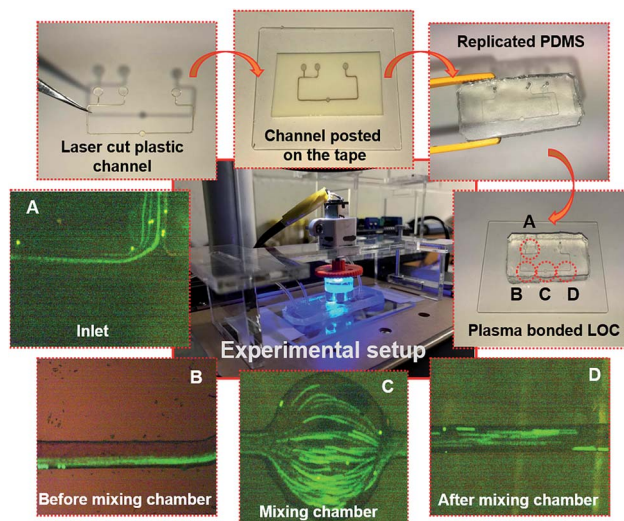 Laser cut plastic
channel
Channel posted
on the tape
Replicated PDMS
A
B C D
Plasma bonded LOC
A
Inlet
Experimental setup
B
Before mixing chamber
C
Mixing chamber
D
After mixing chamber